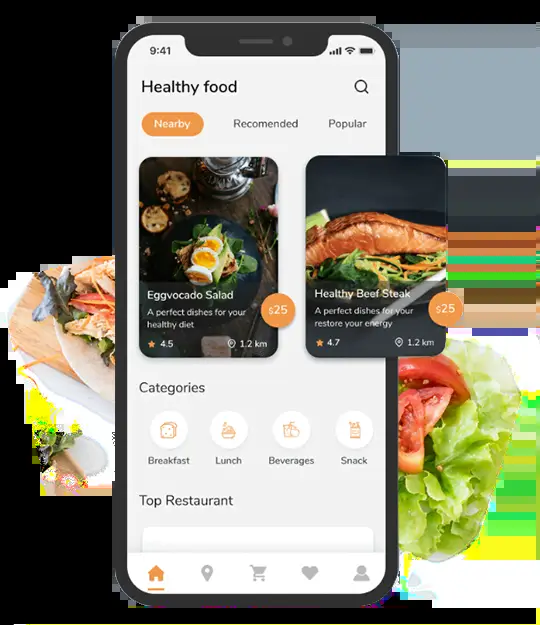 9:41
Healthy food
Nearby
Recomended
Popular
Eggvocado Salad
A perfect dishes for your
healthy diet
4.5
1.2 km
$25
Healthy Beef Steak
A perfect dishes for your
restore your energy
4.7
1.2 km
$25
Categories
Breakfast
Lunch
Beverages
Snack
Top Restaurant